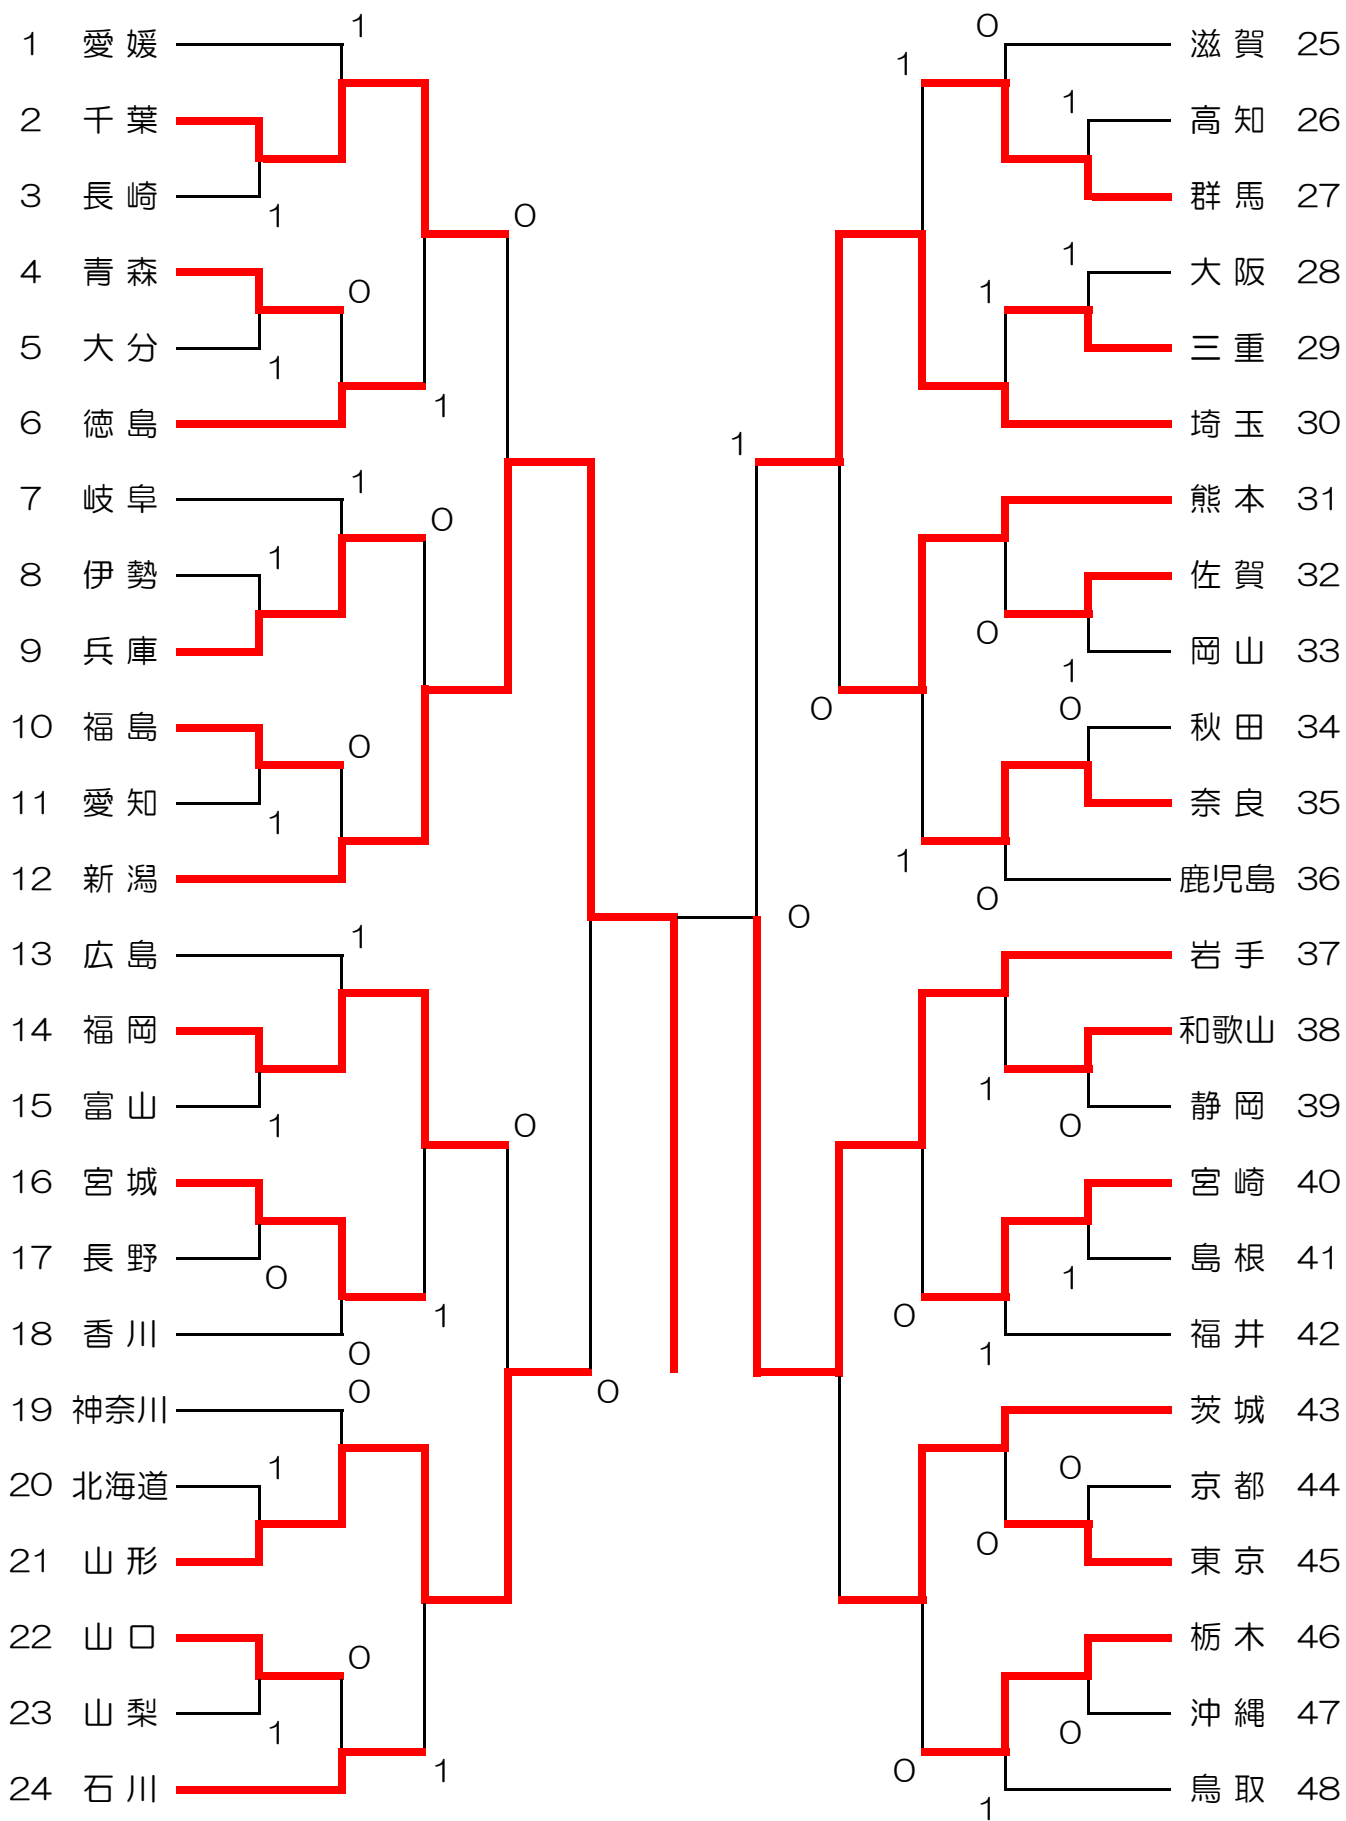 1 愛媛
2 千葉
3 長崎
4 青森
5 大分
6 徳島
7 岐阜
8 伊勢
9 兵庫
10 福島
11 愛知
12 新潟
13 広島
14 福岡
15 富山
16 宮城
17 長野
18 香川
19 神奈川
20 北海道
21 山形
22 山口
23 山梨
24 石川
1
1
0
1
1
1
0
1
0
1
0
1
0
1
0
1
0
0
1
0
1
1
0
0
0
1
1
1
1
1
0
0
1
0
0
1
0
0
1
0
1
0
1
0
0
0
0
1
滋賀 25
高知 26
群馬 27
大阪 28
三重 29
埼玉 30
熊本 31
佐賀 32
岡山 33
秋田 34
奈良 35
鹿児島 36
岩手 37
和歌山 38
静岡 39
宮崎 40
島根 41
福井 42
茨城 43
京都 44
東京 45
栃木 46
沖縄 47
鳥取 48